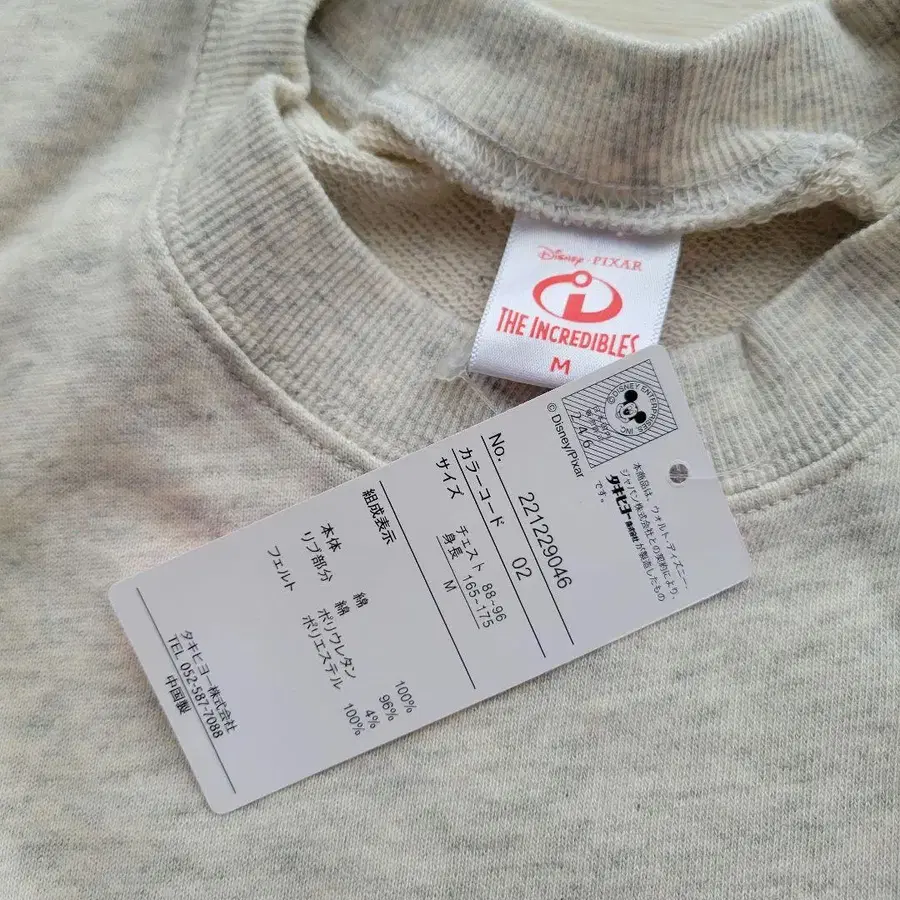 Disney · PIXAR
THE INCREDIBLES
M
© DISNEY ENTERPRISES INC
246
© Disney/Pixar
本商品は、ウォルト・ディズニー・
ジャパン株式会社との契約により、
タキヒヨー株式会社が製造したもの
です。
No. 221229046
カラーコード 02
サイズ チェスト 88~96
身長 165~175
M
組成表示
本体 綿 100%
リブ部分 綿 96%
ポリウレタン 4%
フェルト ポリエステル 100%
タキヒヨー株式会社
TEL 052-587-7088
中国製